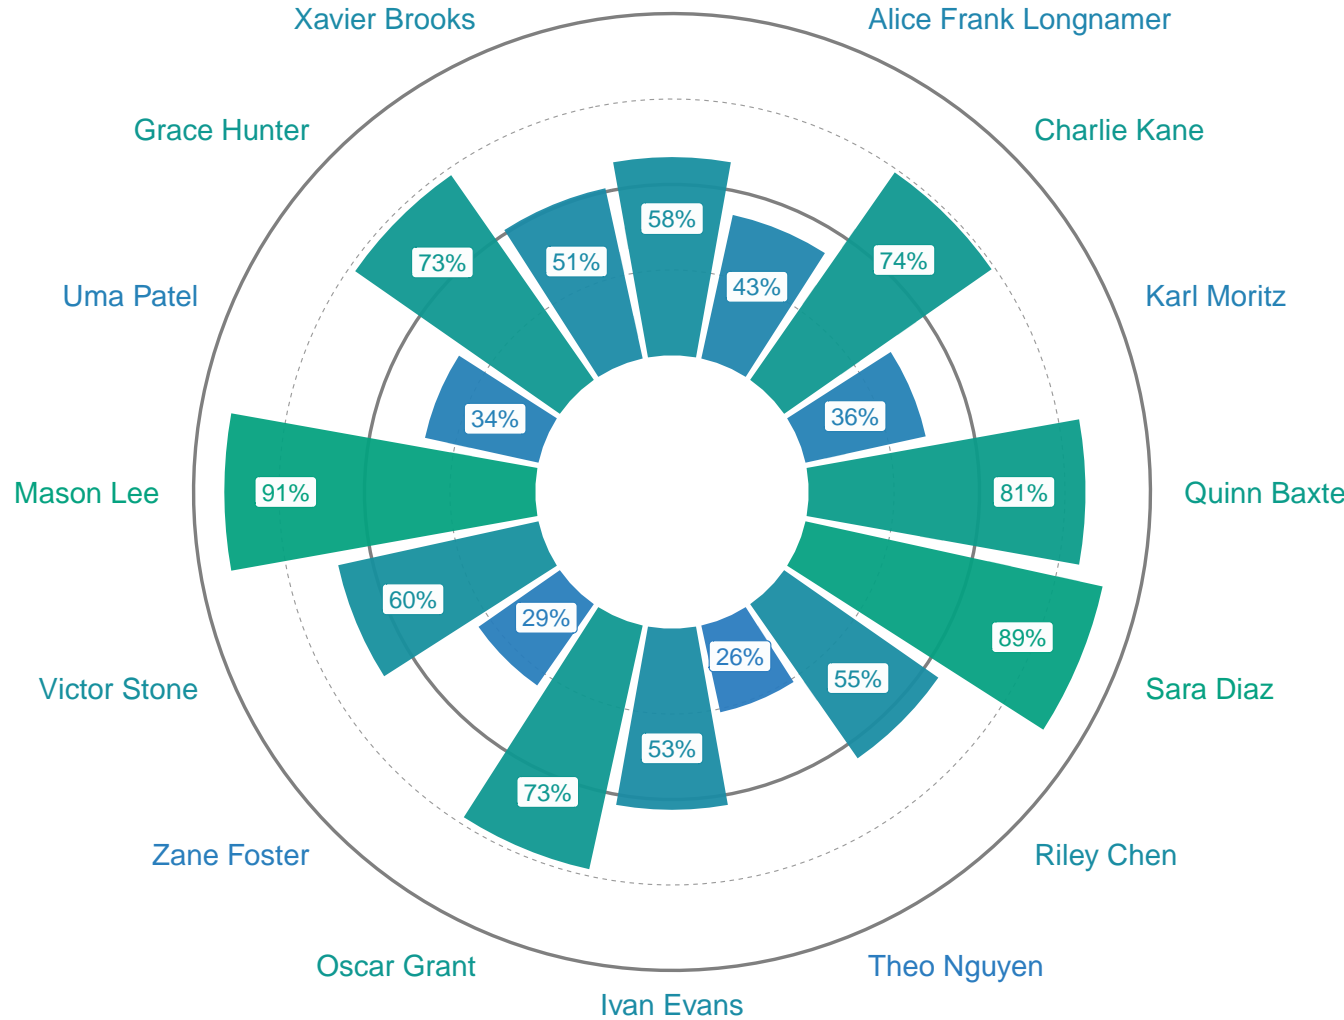 Xavier Brooks
Alice Frank Longnamer
Grace Hunter
Charlie Kane
58%
73%
51%
74%
43%
Uma Patel
Karl Moritz
34%
36%
Mason Lee
91%
81%
Quinn Baxte
60%
29%
89%
26%
55%
Victor Stone
Sara Diaz
53%
73%
Zane Foster
Riley Chen
Oscar Grant
Theo Nguyen
Ivan Evans